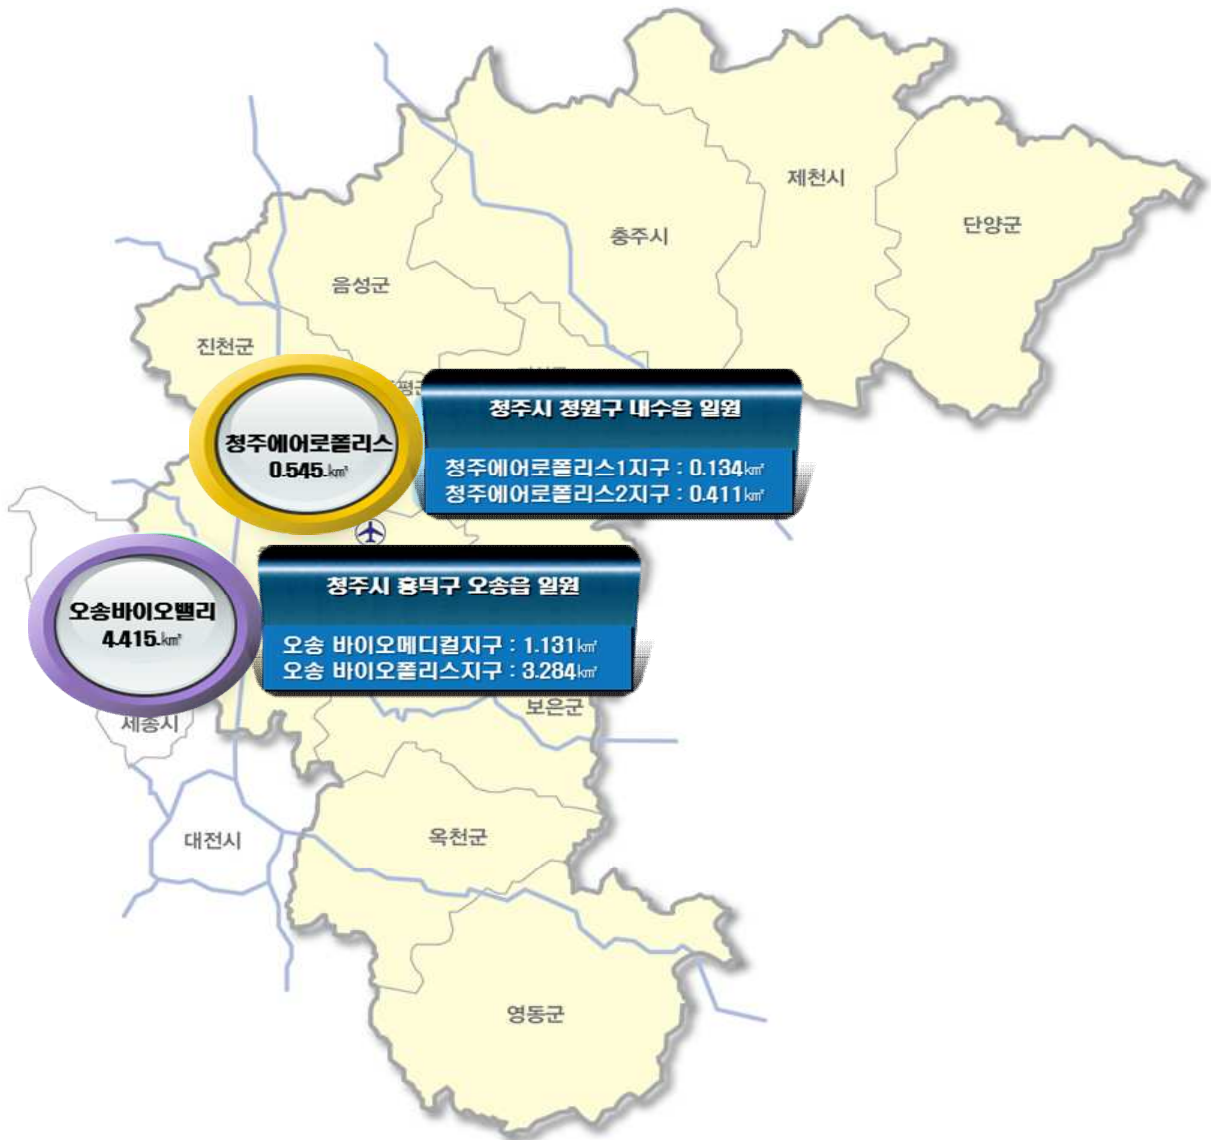 제천시
단양군
충주시
음성군
진천군
청주시 청원구 내수읍 일원
청주에어로폴리스
0.545.㎢
청주에어로폴리스1지구 : 0.134㎢
청주에어로폴리스2지구 : 0.411㎢
청주시 흥덕구 오송읍 일원
오송바이오밸리
4.415.㎢
오송 바이오메디컬지구 : 1.131㎢
오송 바이오폴리스지구 : 3.284㎢
보은군
세종시
옥천군
대전시
영동군